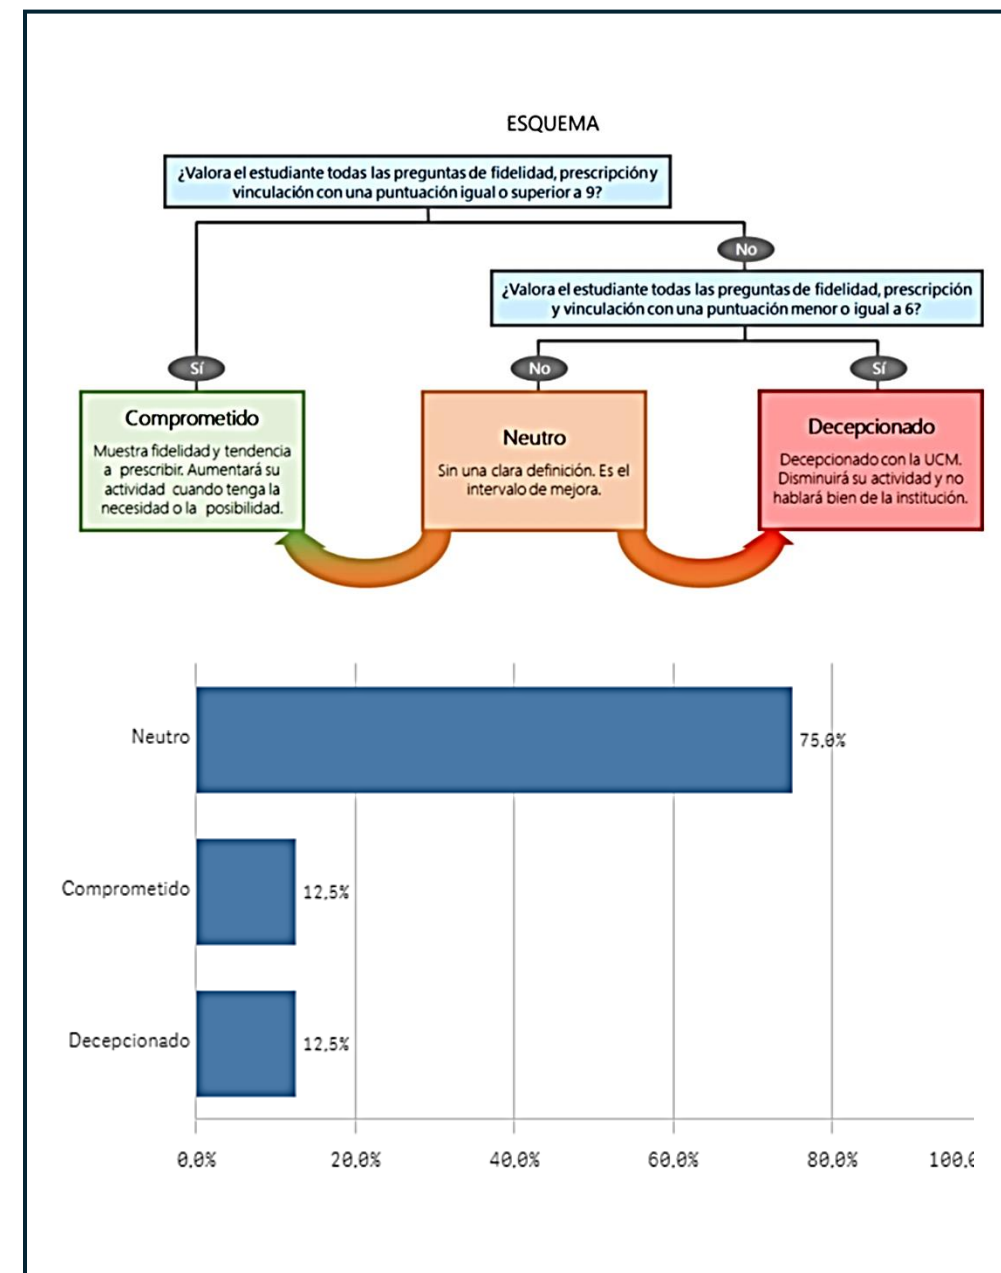 ESQUEMA
¿Valora el estudiante todas las preguntas de fidelidad, prescripción y
vinculación con una puntuación igual o superior a 9?
No
¿Valora el estudiante todas las preguntas de fidelidad, prescripción
y vinculación con una puntuación menor o igual a 6?
Sí
No
Sí
Comprometido
Muestra fidelidad y tendencia
a prescribir. Aumentará su
actividad cuando tenga la
necesidad o la posibilidad.
Neutro
Sin una clara definición. Es el
intervalo de mejora.
Decepcionado
Decepcionado con la UCM.
Disminuirá su actividad y no
hablará bien de la institución.
Neutro
75,0%
Comprometido
12,5%
Decepcionado
12,5%
0,0%
20,0%
40,0%
60,0%
80,0%
100,0